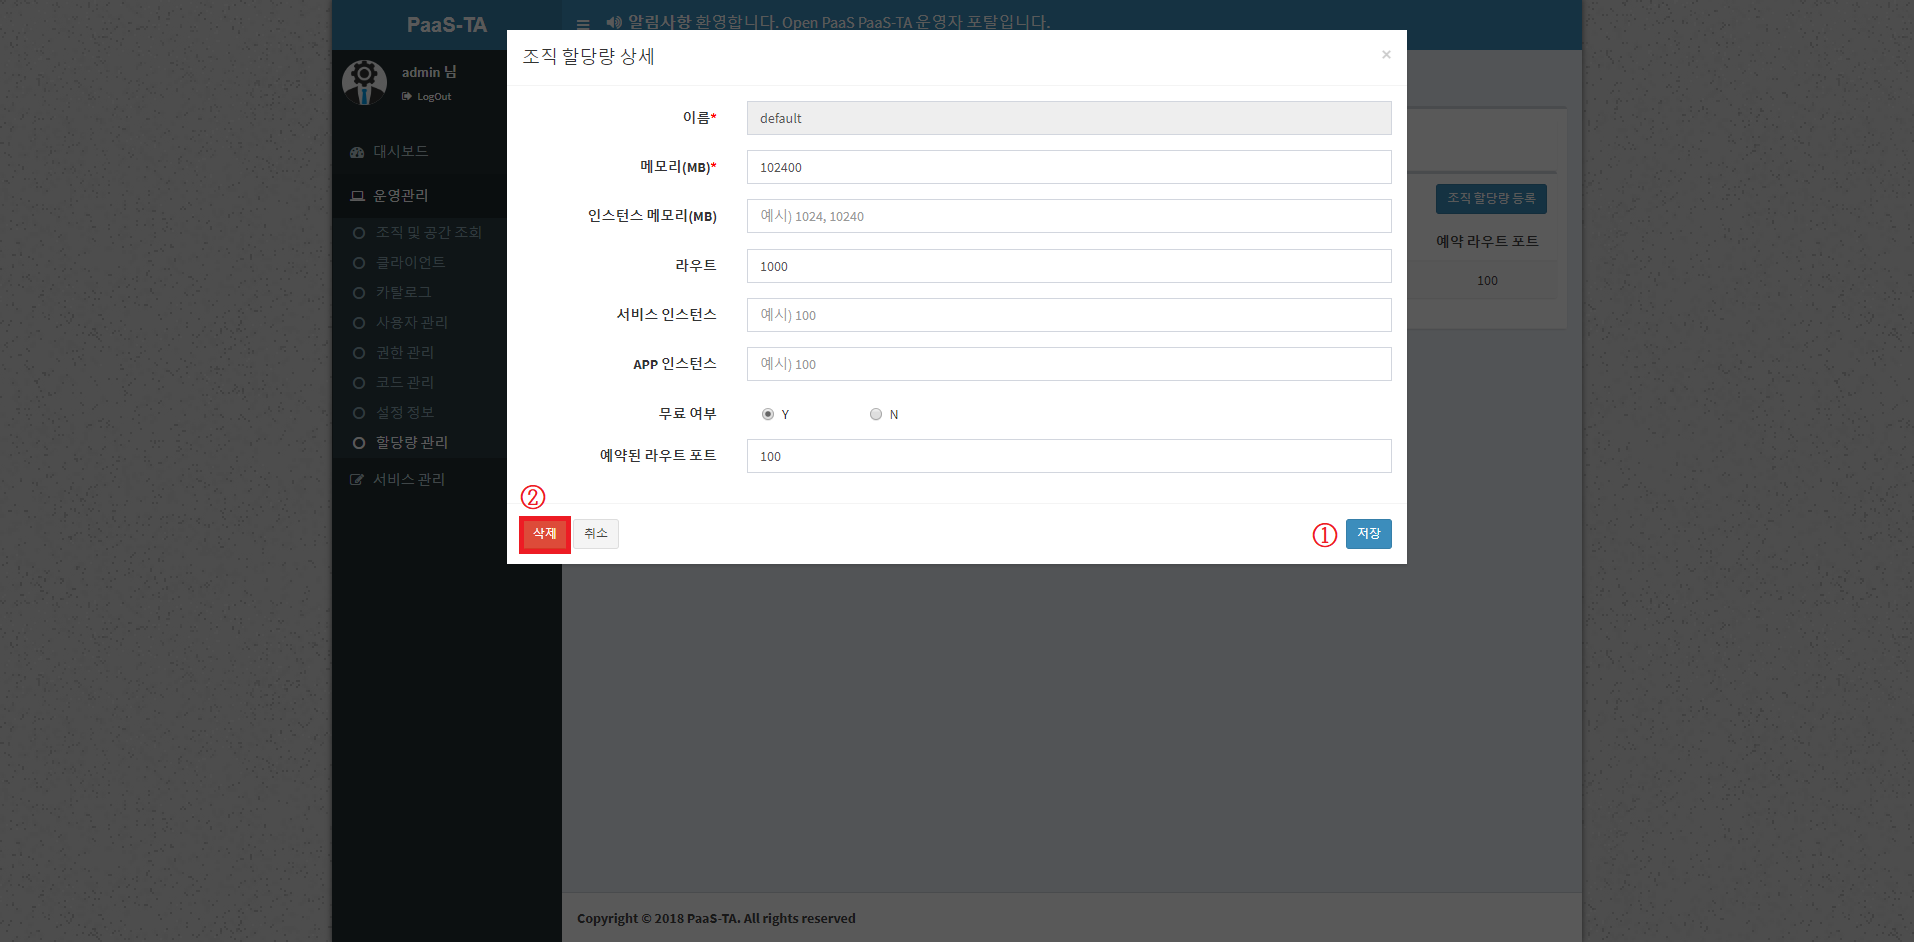 PaaS-TA
알림사항 환영합니다. Open PaaS PaaS-TA 운영자 포탈입니다.
admin 님
LogOut
대시보드
운영관리
조직 및 공간 조회
클라이언트
카탈로그
사용자 관리
권한 관리
코드 관리
설정 정보
할당량 관리
서비스 관리
조직 할당량 상세
×
이름* default
메모리(MB)* 102400
인스턴스 메모리(MB) 예시) 1024, 10240
라우트 1000
서비스 인스턴스 예시) 100
APP 인스턴스 예시) 100
무료 여부 Y N
예약된 라우트 포트 100
②
삭제 취소 ① 저장
조직 할당량 등록
예약 라우트 포트
100
Copyright © 2018 PaaS-TA. All rights reserved